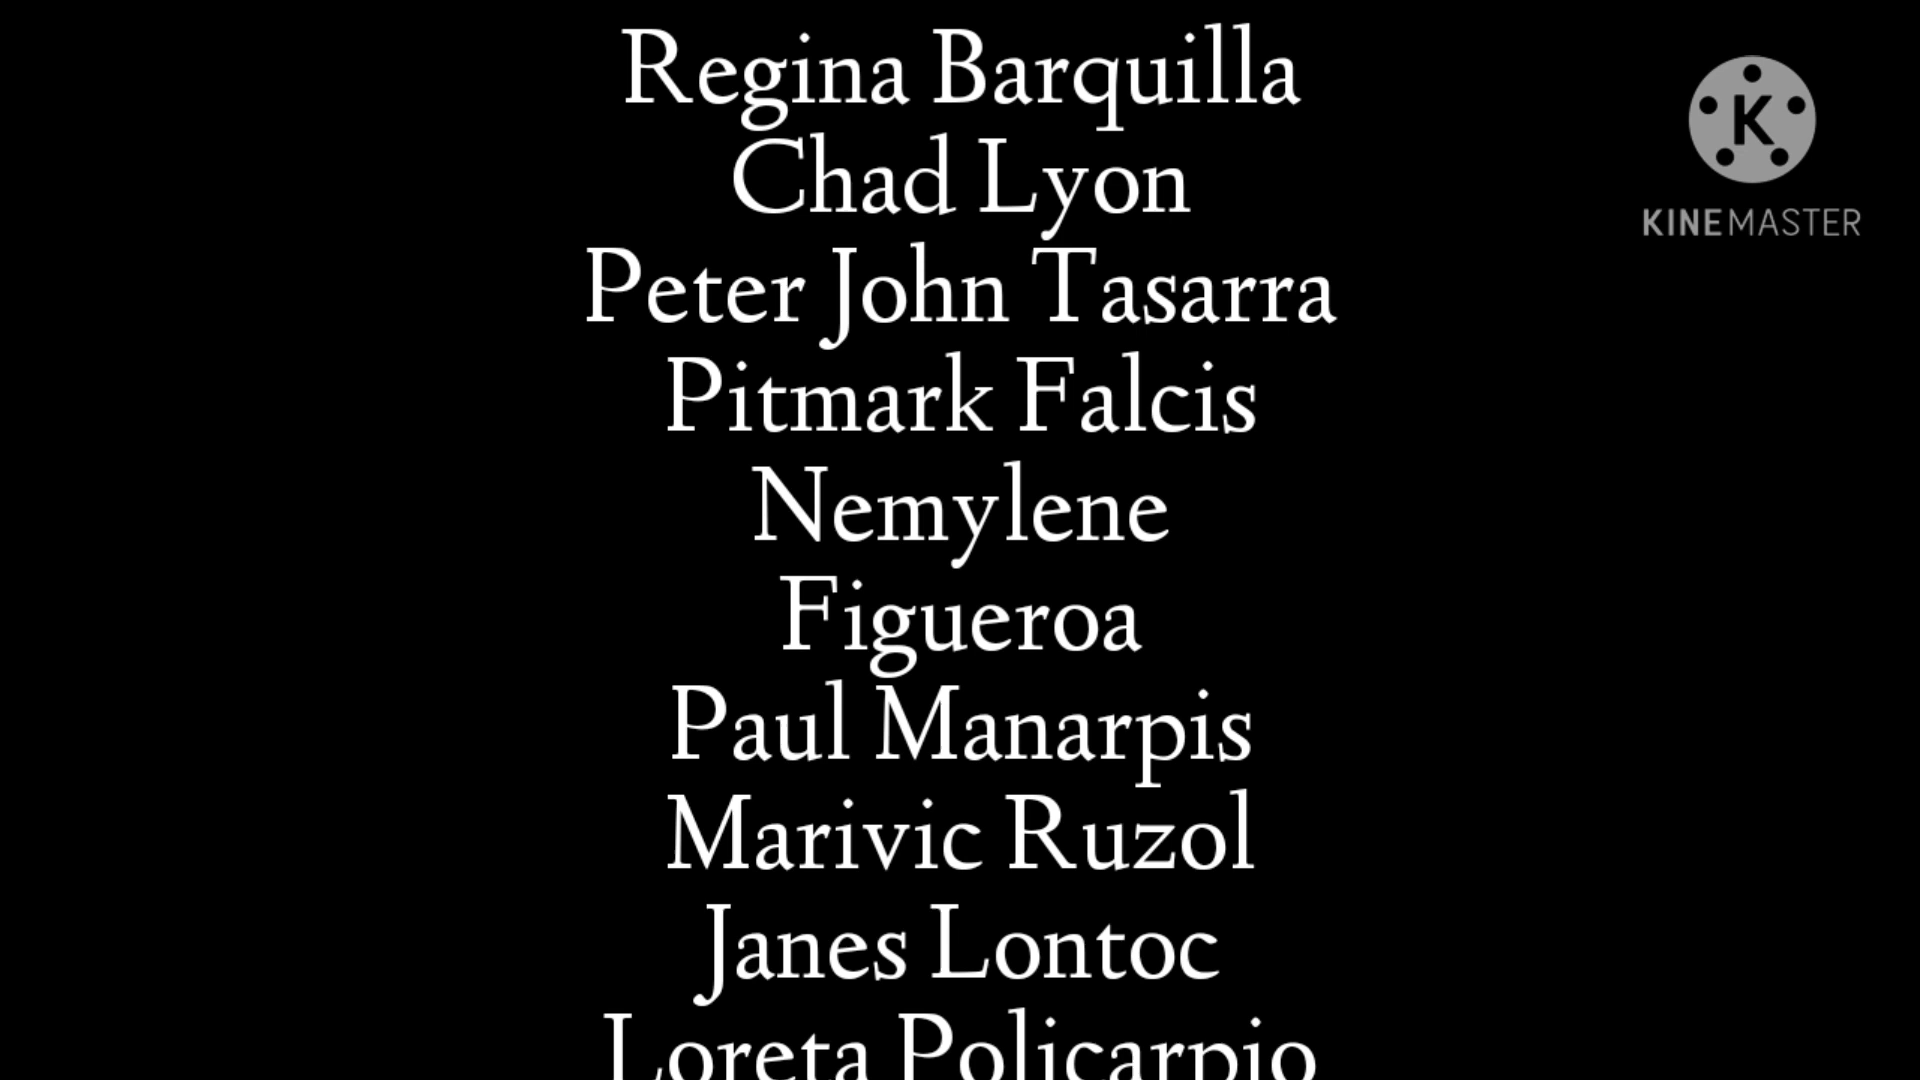 Regina Barquilla
Chad Lyon
Peter John Tasarra
Pitmark Falcis
Nemylene
Figueroa
Paul Manarpis
Marivic Ruzol
Janes Lontoc
Loreta Policarpio
K
KINEMASTER